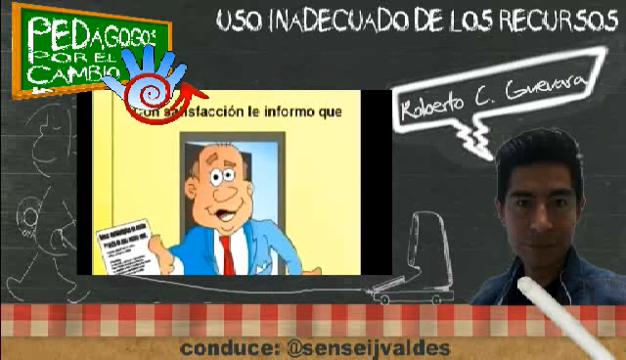 USO INADECUADO DE LOS RECURSOS
PEDAGOGOS
POR EL
CAMBIO
Roberto C. Guevara
Con satisfacción le informo que
conduce: @senseijvaldes